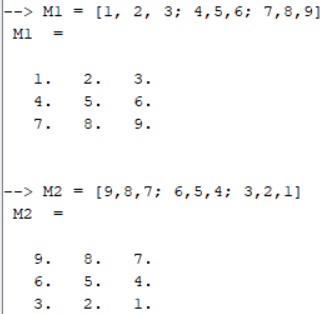 --> M1 = [1, 2, 3; 4,5,6; 7,8,9]
M1  =
1.   2.   3.
4.   5.   6.
7.   8.   9.
--> M2 = [9,8,7; 6,5,4; 3,2,1]
M2  =
9.   8.   7.
6.   5.   4.
3.   2.   1.